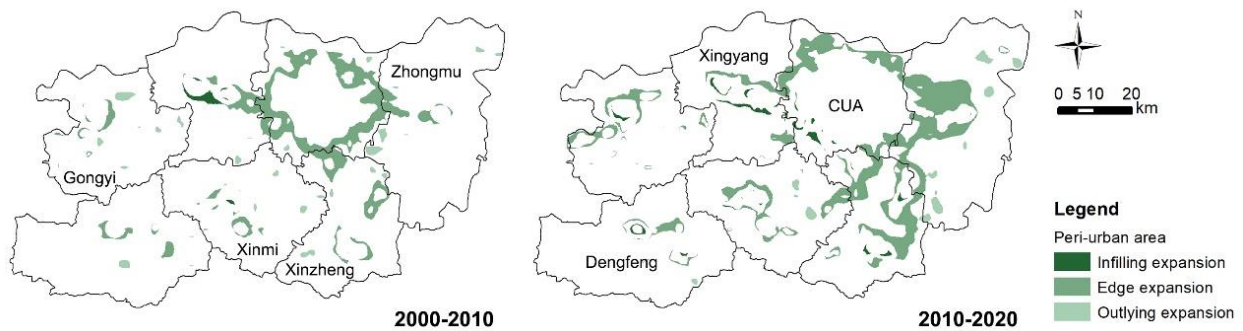 Zhongmu
Gongyi
Xinmi
Xinzheng
2000-2010
Xingyang
CUA
Dengfeng
2010-2020
N
0 5 10 20
km
Legend
Peri-urban area
Infilling expansion
Edge expansion
Outlying expansion